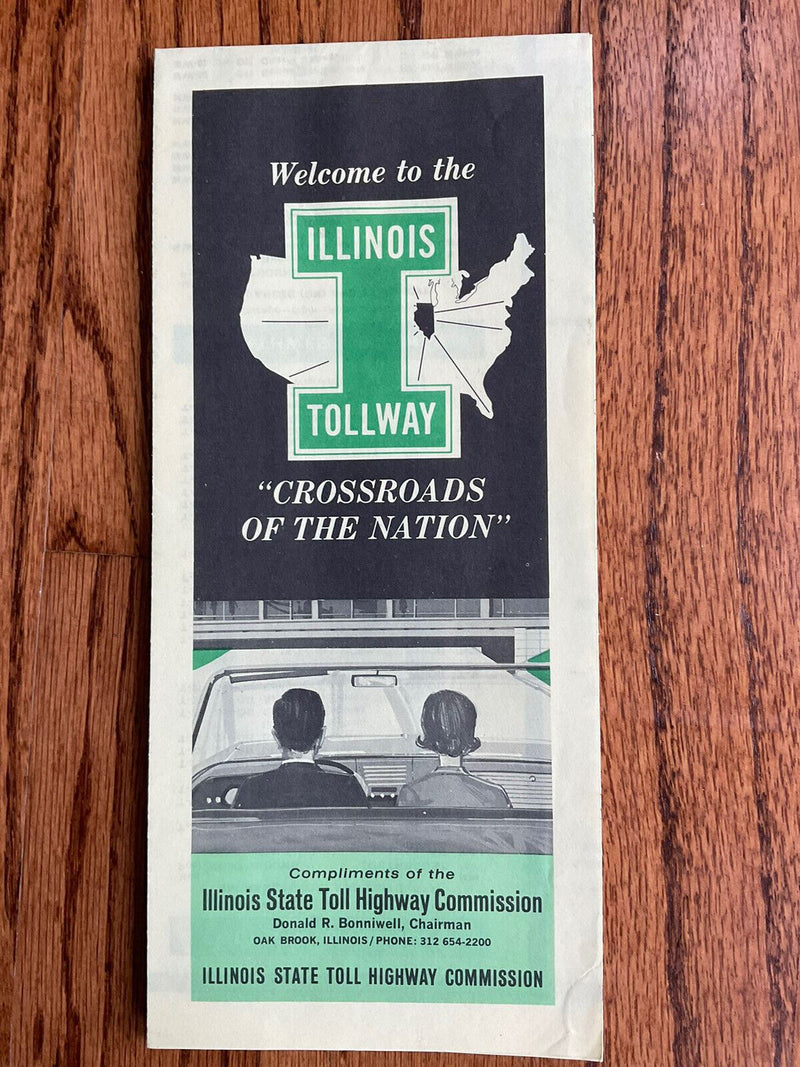 Welcome to the
ILLINOIS
TOLLWAY
“CROSSROADS
OF THE NATION”
Compliments of the
Illinois State Toll Highway Commission
Donald R. Bonniwell, Chairman
OAK BROOK, ILLINOIS/PHONE: 312 654-2200
ILLINOIS STATE TOLL HIGHWAY COMMISSION